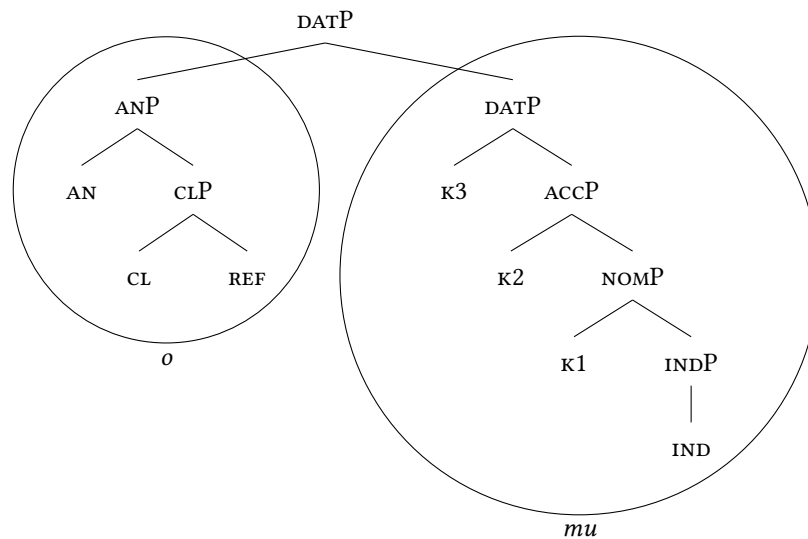 DATP
ANP DATP
AN CLP K3 ACCP
CL REF K2 NOMP
o K1 INDP
IND
mu